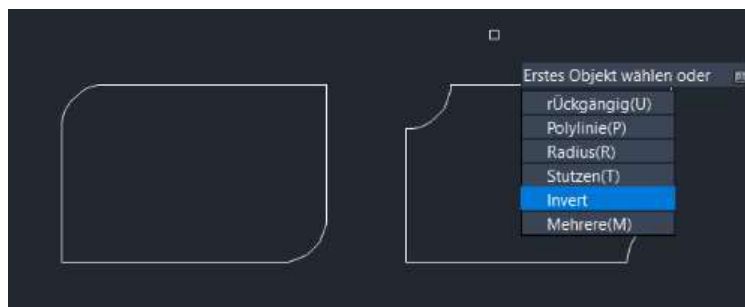 Erstes Objekt wählen oder
rÜckgängig(U)
Polylinie(P)
Radius(R)
Stutzen(T)
Invert
Mehrere(M)